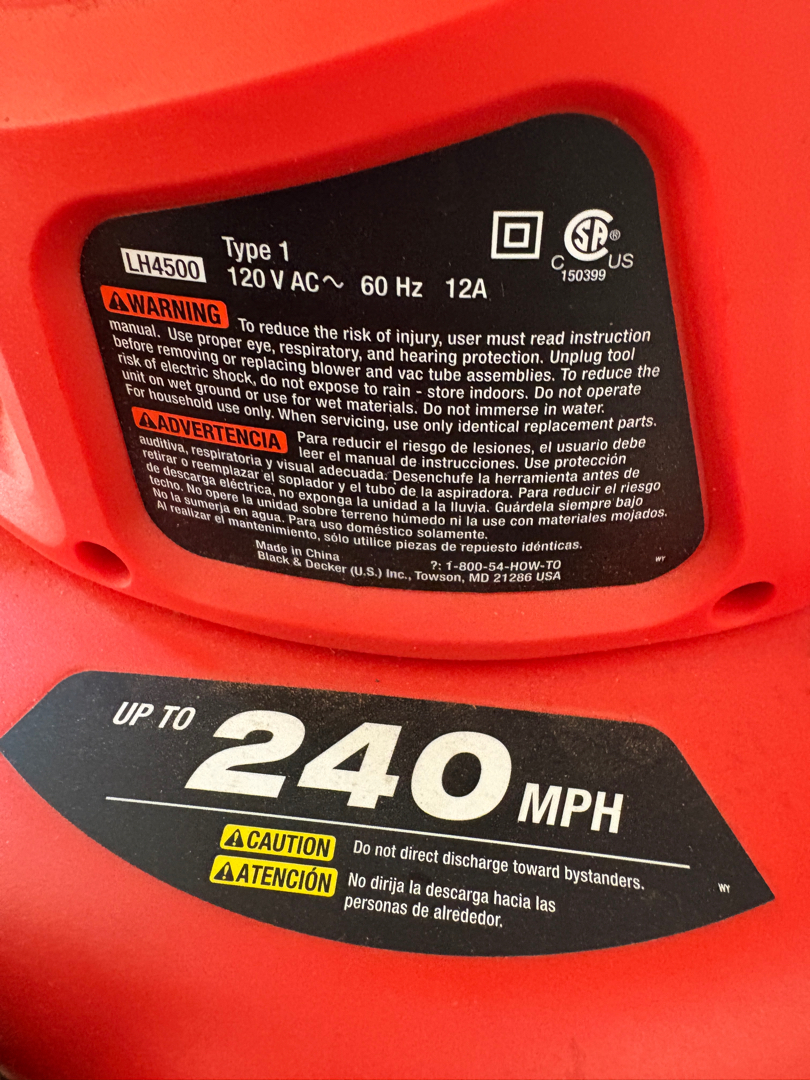 LH4500
Type 1
120 V AC~ 60 Hz 12A
SA ®
C US
150399
WARNING To reduce the risk of injury, user must read instruction
manual. Use proper eye, respiratory, and hearing protection. Unplug tool
before removing or replacing blower and vac tube assemblies. To reduce the
risk of electric shock, do not expose to rain - store indoors. Do not operate
unit on wet ground or use for wet materials. Do not immerse in water.
For household use only. When servicing, use only identical replacement parts.
ADVERTENCIA Para reducir el riesgo de lesiones, el usuario debe
leer el manual de instrucciones. Use protección
auditiva, respiratoria y visual adecuada. Desenchufe la herramienta antes de
retirar o reemplazar el soplador y el tubo de la aspiradora. Para reducir el riesgo
de descarga eléctrica, no exponga la unidad a la lluvia. Guárdela siempre bajo
techo. No opere la unidad sobre terreno húmedo ni la use con materiales mojados.
No la sumerja en agua. Para uso doméstico solamente.
Al realizar el mantenimiento, sólo utilice piezas de repuesto idénticas.
Made in China ?: 1-800-54-HOW-TO
Black & Decker (U.S.) Inc., Towson, MD 21286 USA
WY
UP TO 240 MPH
CAUTION Do not direct discharge toward bystanders.
ATENCIÓN No dirija la descarga hacia las
personas de alrededor.
WY